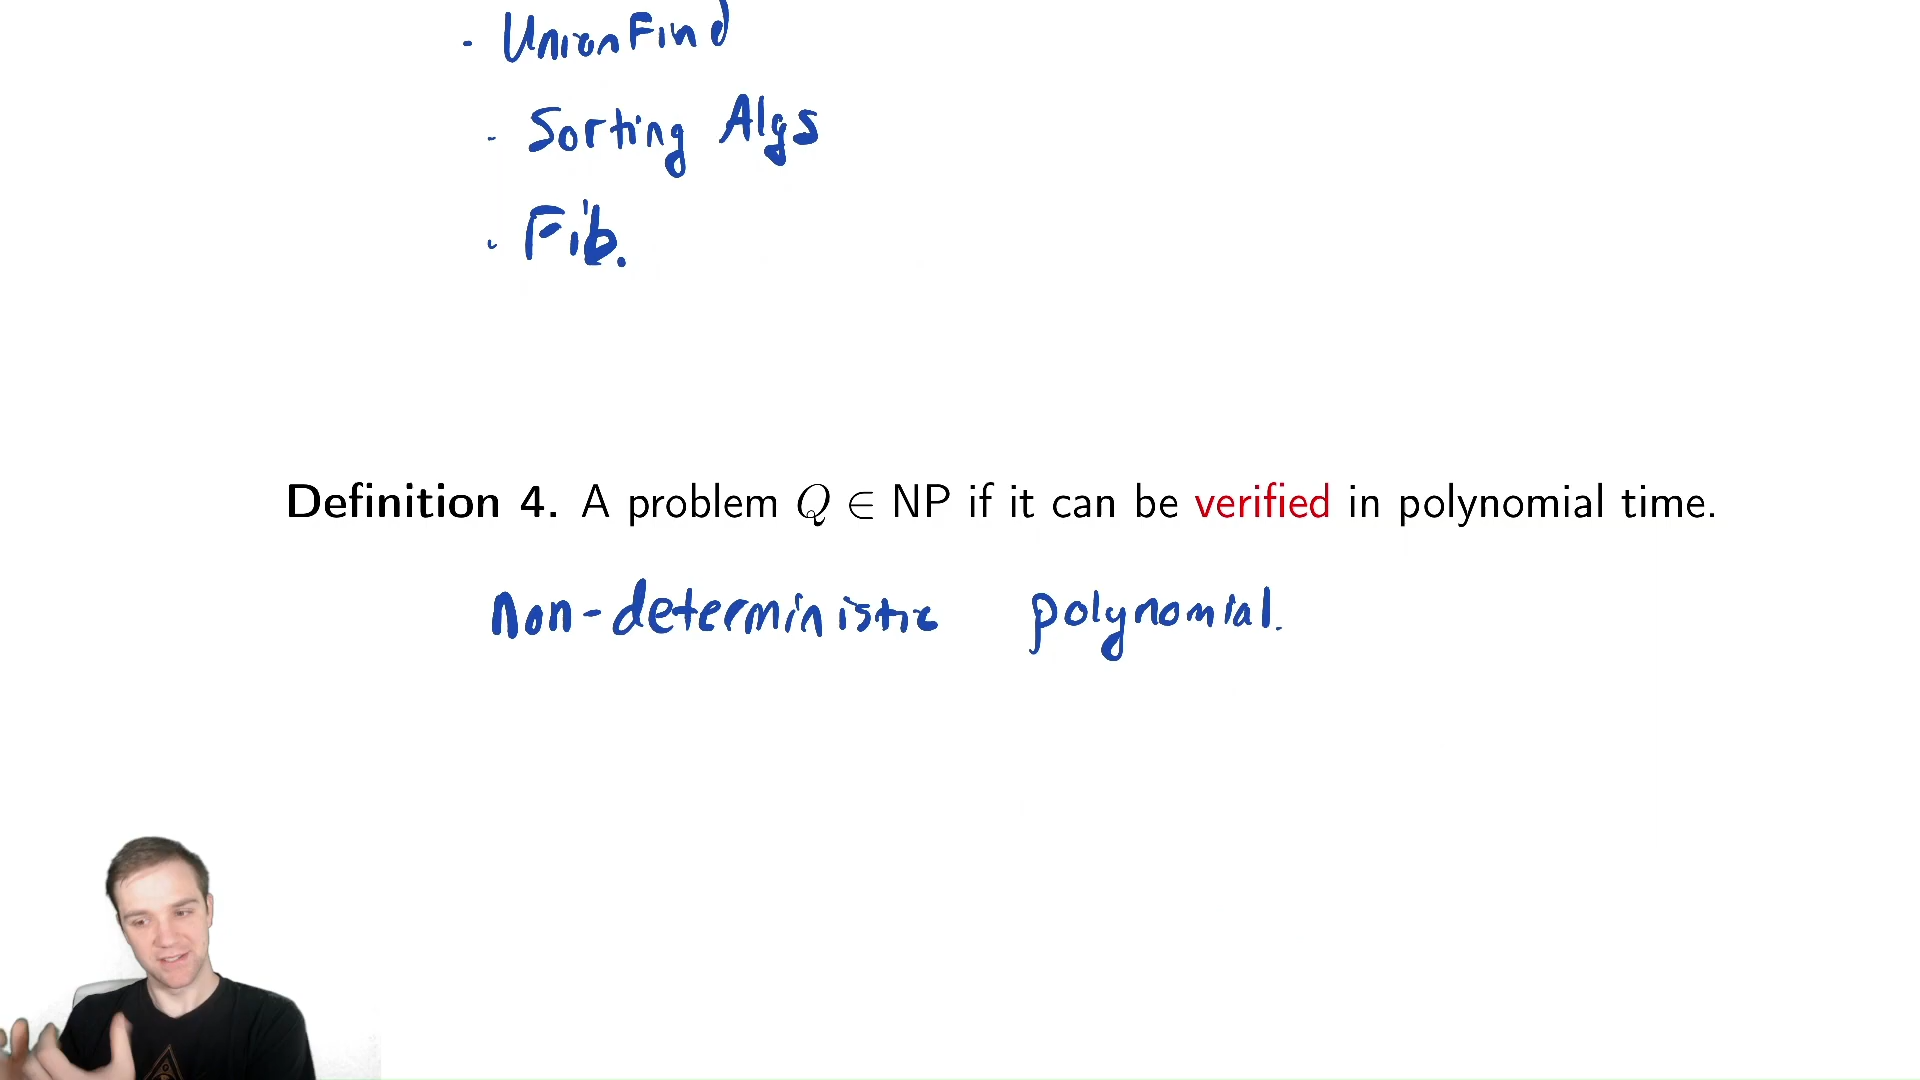 · UnionFind
· Sorting Algs
· Fib.
Definition 4. A problem Q ∈ NP if it can be verified in polynomial time.
non-deterministic polynomial.